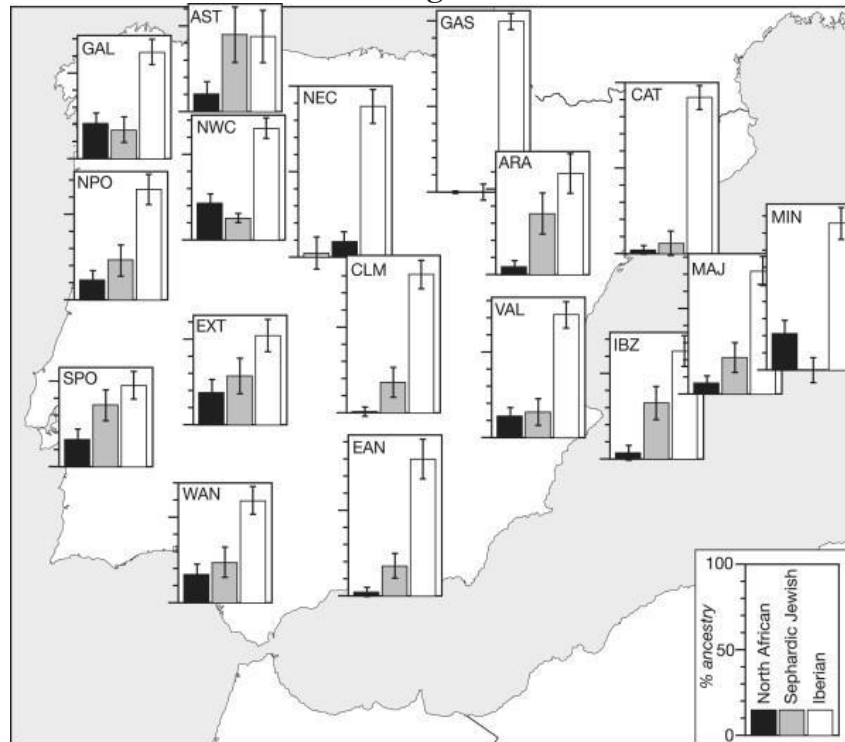 AST
GAS
GAL
NEC
CAT
NWC
ARA
NPO
MIN
CLM
MAJ
EXT
VAL
IBZ
SPO
EAN
WAN
100
50
0
% ancestry
North African
Sephardic Jewish
Iberian